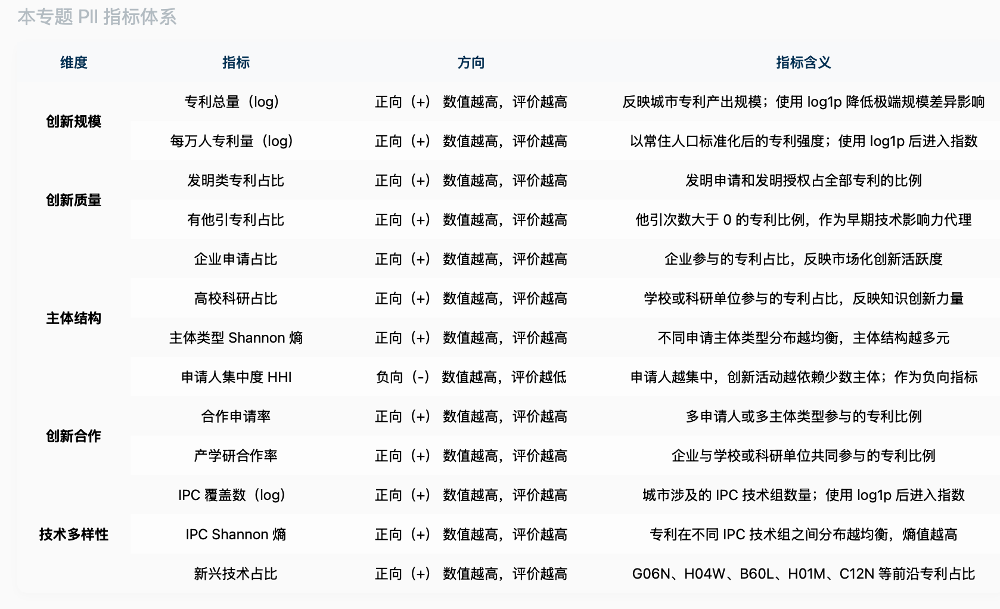 本专题 PII 指标体系
维度 指标 方向 指标含义
创新规模 专利总量（log） 正向（+） 数值越高，评价越高 反映城市专利产出规模；使用 log1p 降低极端规模差异影响
每万人专利量（log） 正向（+） 数值越高，评价越高 以常住人口标准化后的专利强度；使用 log1p 后进入指数
创新质量 发明类专利占比 正向（+） 数值越高，评价越高 发明申请和发明授权占全部专利的比例
有他引专利占比 正向（+） 数值越高，评价越高 他引次数大于 0 的专利比例，作为早期技术影响力代理
主体结构 企业申请占比 正向（+） 数值越高，评价越高 企业参与的专利占比，反映市场化创新活跃度
高校科研占比 正向（+） 数值越高，评价越高 学校或科研单位参与的专利占比，反映知识创新力量
主体类型 Shannon 熵 正向（+） 数值越高，评价越高 不同申请主体类型分布越均衡，主体结构越多元
申请人集中度 HHI 负向（-） 数值越高，评价越低 申请人越集中，创新活动越依赖少数主体；作为负向指标
创新合作 合作申请率 正向（+） 数值越高，评价越高 多申请人或多主体类型参与的专利比例
产学研合作率 正向（+） 数值越高，评价越高 企业与学校或科研单位共同参与的专利比例
技术多样性 IPC 覆盖数（log） 正向（+） 数值越高，评价越高 城市涉及的 IPC 技术组数量；使用 log1p 后进入指数
IPC Shannon 熵 正向（+） 数值越高，评价越高 专利在不同 IPC 技术组之间分布越均衡，熵值越高
新兴技术占比 正向（+） 数值越高，评价越高 G06N、H04W、B60L、H01M、C12N 等前沿专利占比